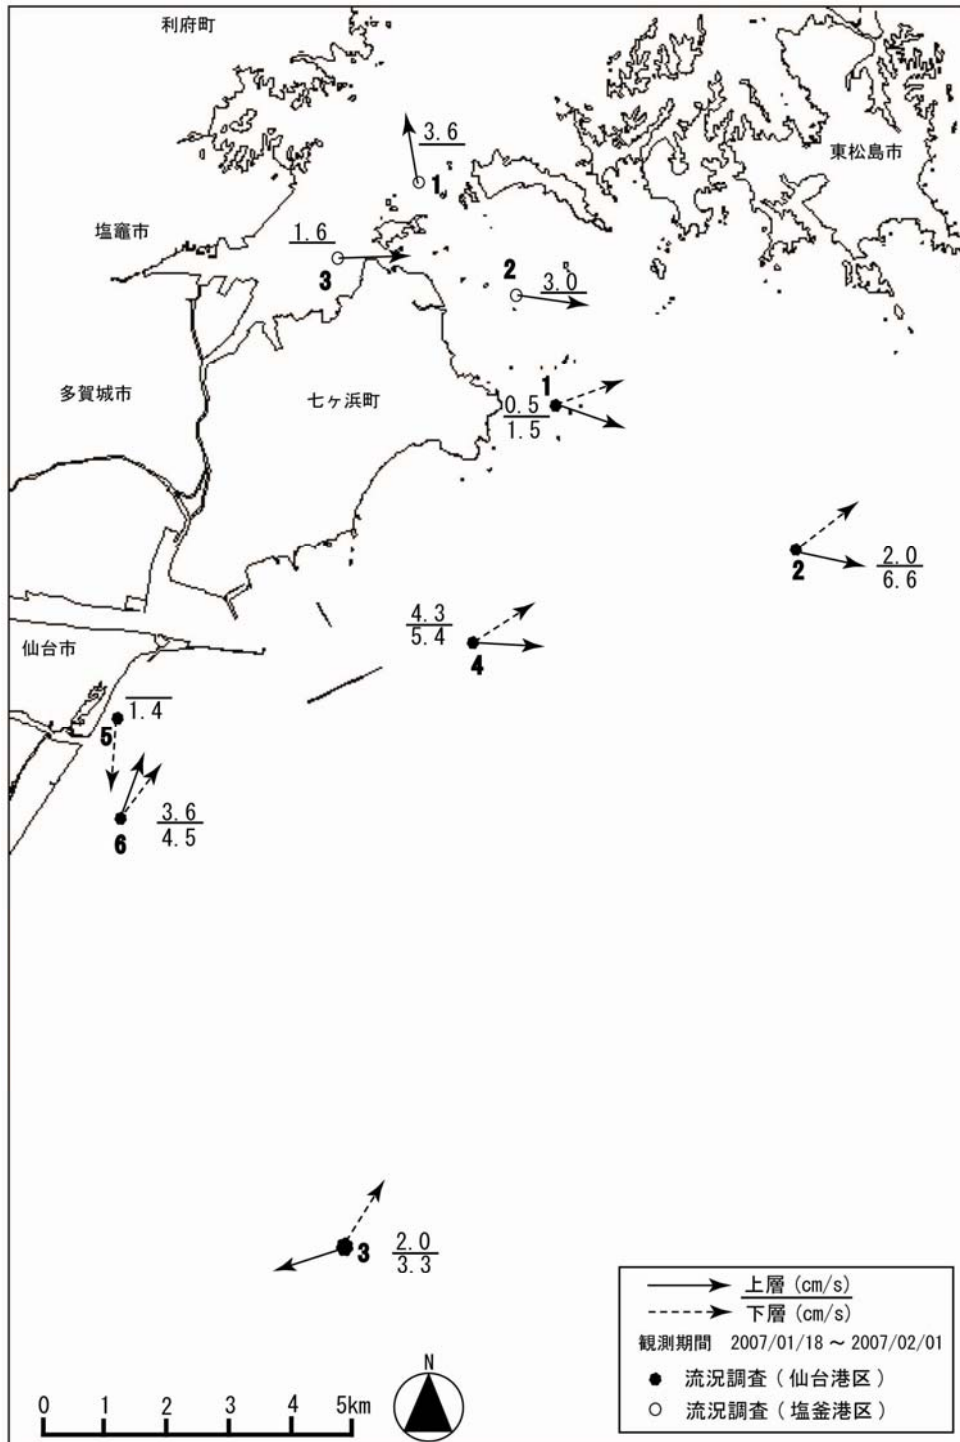 利府町
3.6
1
東松島市
塩竈市
1.6
3
2
3.0
多賀城市
七ヶ浜町
1
0.5
1.5
2
2.0
6.6
仙台市
4.3
5.4
4
5
1.4
6
3.6
4.5
3
2.0
3.3
上層 (cm/s)
下層 (cm/s)
観測期間 2007/01/18 ~ 2007/02/01
流況調査 ( 仙台港区 )
流況調査 ( 塩釜港区 )
0 1 2 3 4 5km
N